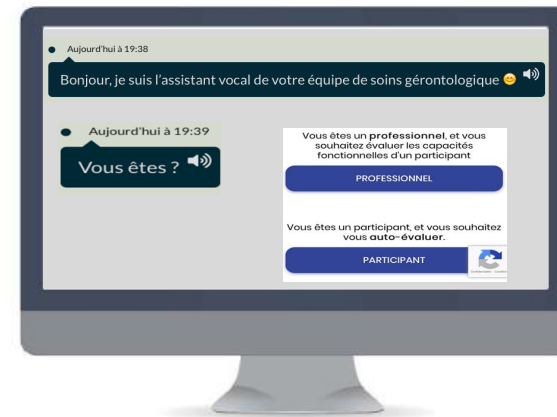 Aujourd'hui à 19:38
Bonjour, je suis l'assistant vocal de votre équipe de soins gérontologique 😊
Aujourd'hui à 19:39
Vous êtes ?
Vous êtes un professionnel, et vous
souhaitez évaluer les capacités
fonctionnelles d'un participant
PROFESSIONNEL
Vous êtes un participant, et vous souhaitez
vous auto-évaluer.
PARTICIPANT